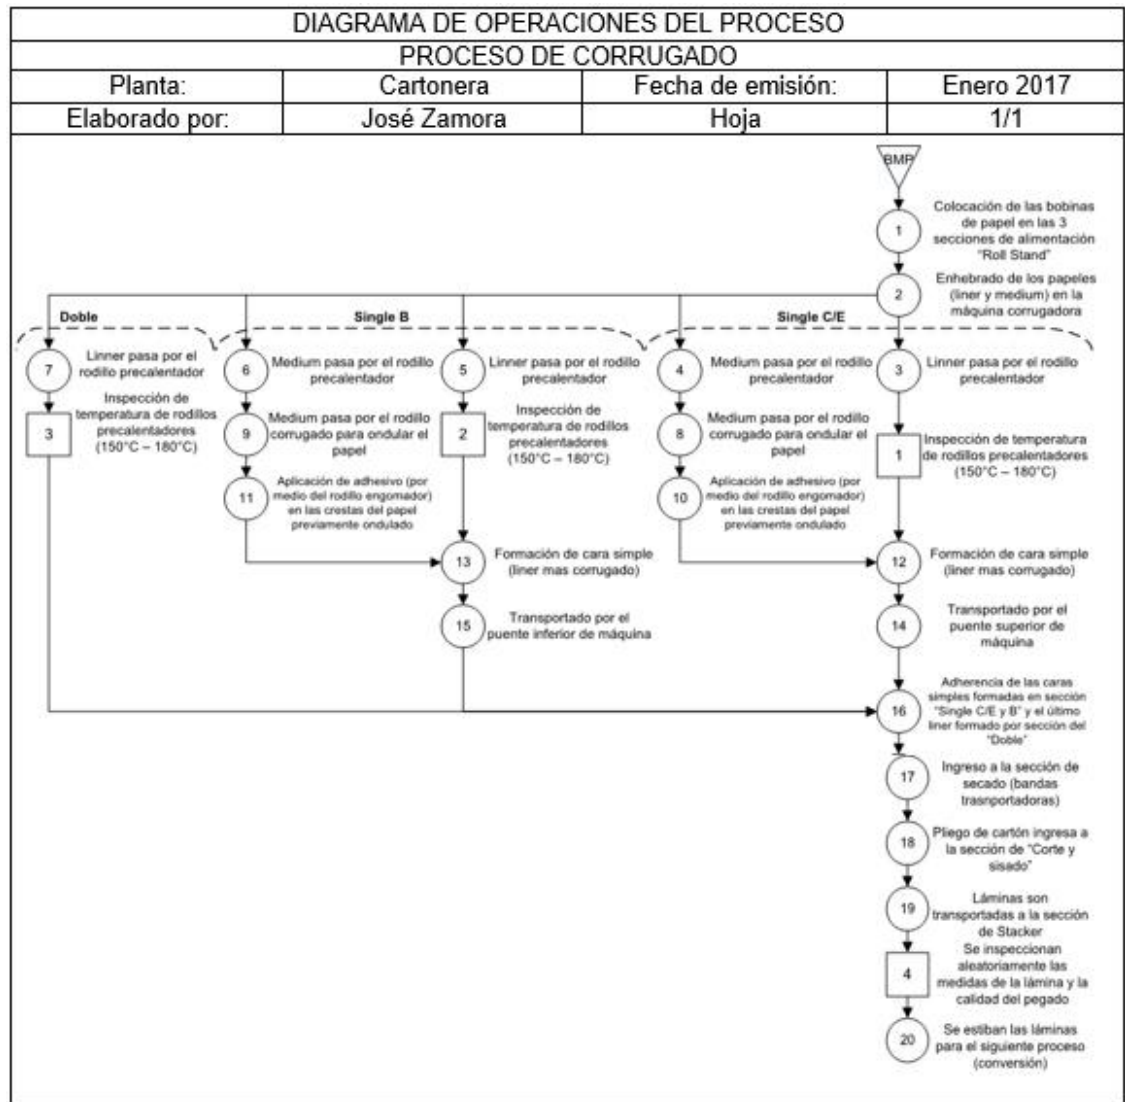 DIAGRAMA DE OPERACIONES DEL PROCESO
PROCESO DE CORRUGADO
Planta: Cartonera Fecha de emisión: Enero 2017
Elaborado por: José Zamora Hoja 1/1
BMP
1
Colocación de las bobinas
de papel en las 3
secciones de alimentación
"Roll Stand"
2
Enhebrado de los papeles
(liner y medium) en la
máquina corrugadora
Doble
Single B
Single C/E
7
Linner pasa por el
rodillo precalentador
6
Medium pasa por el rodillo
precalentador
5
Linner pasa por el rodillo
precalentador
4
Medium pasa por el rodillo
precalentador
3
Linner pasa por el rodillo
precalentador
3
Inspección de
temperatura de rodillos
precalentadores
(150°C – 180°C)
9
Medium pasa por el rodillo
corrugado para ondular el
papel
2
Inspección de
temperatura de rodillos
precalentadores
(150°C – 180°C)
8
Medium pasa por el rodillo
corrugado para ondular el
papel
1
Inspección de temperatura
de rodillos precalentadores
(150°C – 180°C)
11
Aplicación de adhesivo (por
medio del rodillo engomador)
en las crestas del papel
previamente ondulado
10
Aplicación de adhesivo (por
medio del rodillo engomador)
en las crestas del papel
previamente ondulado
13
Formación de cara simple
(liner mas corrugado)
12
Formación de cara simple
(liner mas corrugado)
15
Transportado por el
puente inferior de máquina
14
Transportado por el
puente superior de
máquina
16
Adherencia de las caras
simples formadas en sección
"Single C/E y B" y el último
liner formado por sección del
"Doble"
17
Ingreso a la sección de
secado (bandas
trasnportadoras)
18
Pliego de cartón ingresa a
la sección de "Corte y
sisado"
19
Láminas son
transportadas a la sección
de Stacker
4
Se inspeccionan
aleatoriamente las
medidas de la lámina y la
calidad del pegado
20
Se estiban las láminas
para el siguiente proceso
(conversión)